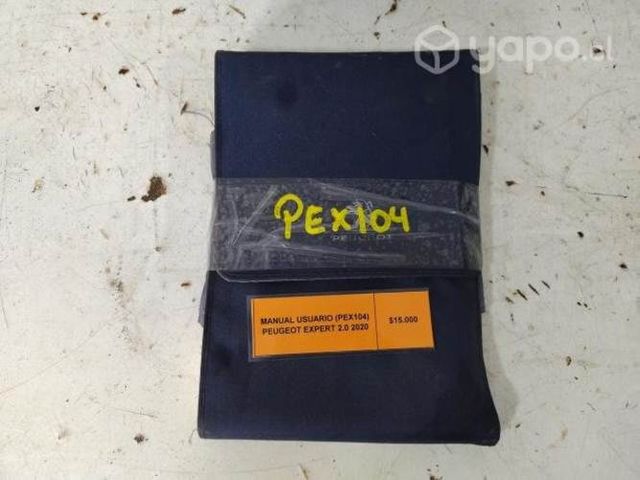 yapo.cl
PEX104
PEUGEOT
MANUAL USUARIO (PEX104)
PEUGEOT EXPERT 2.0 2020
$15.000